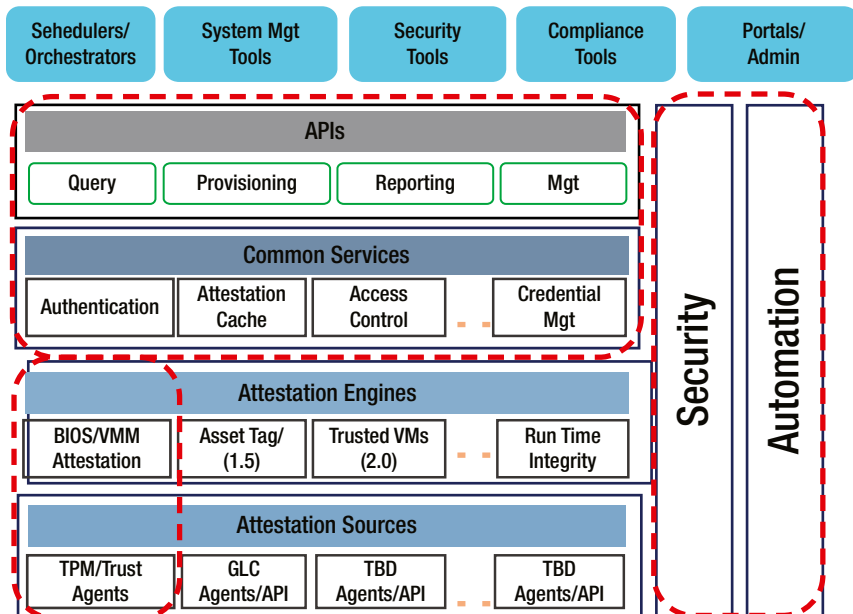 Sehedulers/
Orchestrators
System Mgt
Tools
Security
Tools
Compliance
Tools
Portals/
Admin
APIs
Query
Provisioning
Reporting
Mgt
Common Services
Authentication
Attestation
Cache
Access
Control
Credential
Mgt
Attestation Engines
BIOS/VMM
Attestation
Asset Tag/
(1.5)
Trusted VMs
(2.0)
Run Time
Integrity
Attestation Sources
TPM/Trust
Agents
GLC
Agents/API
TBD
Agents/API
TBD
Agents/API
Security
Automation